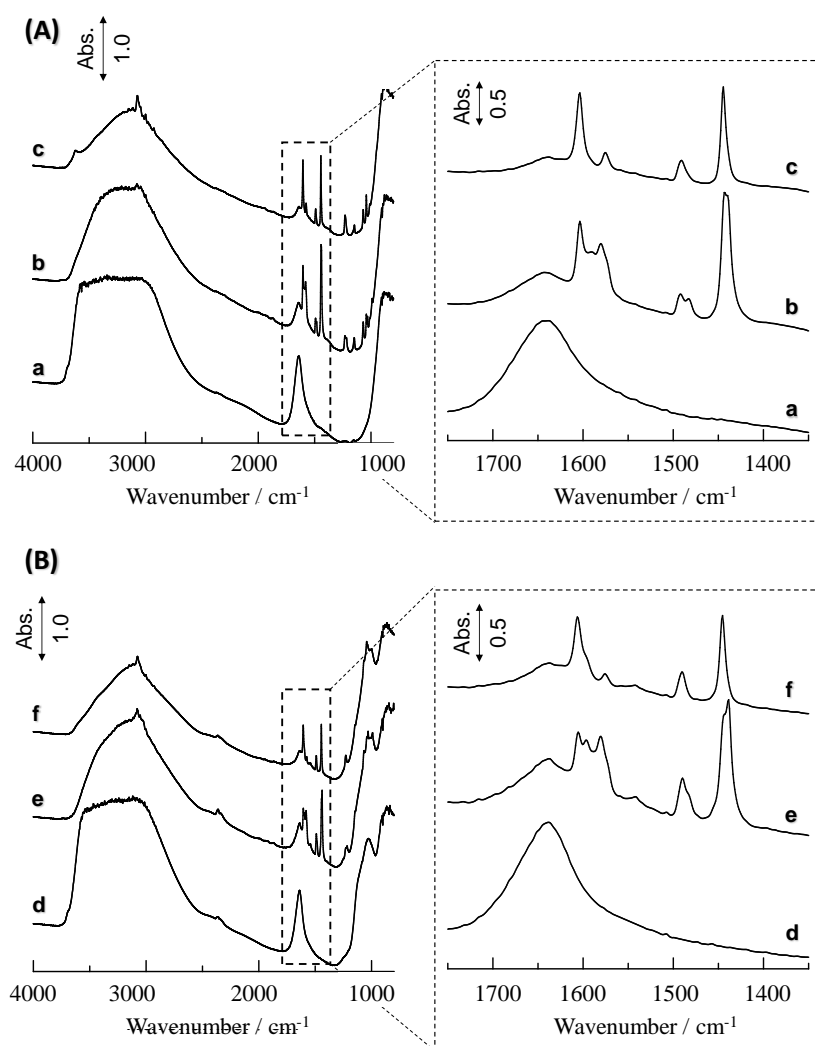 (A)
Abs.
1.0
c
b
a
4000 3000 2000 1000
Wavenumber / cm-1
Abs.
0.5
c
b
a
1700 1600 1500 1400
Wavenumber / cm-1
(B)
Abs.
1.0
f
e
d
4000 3000 2000 1000
Wavenumber / cm-1
Abs.
0.5
f
e
d
1700 1600 1500 1400
Wavenumber / cm-1